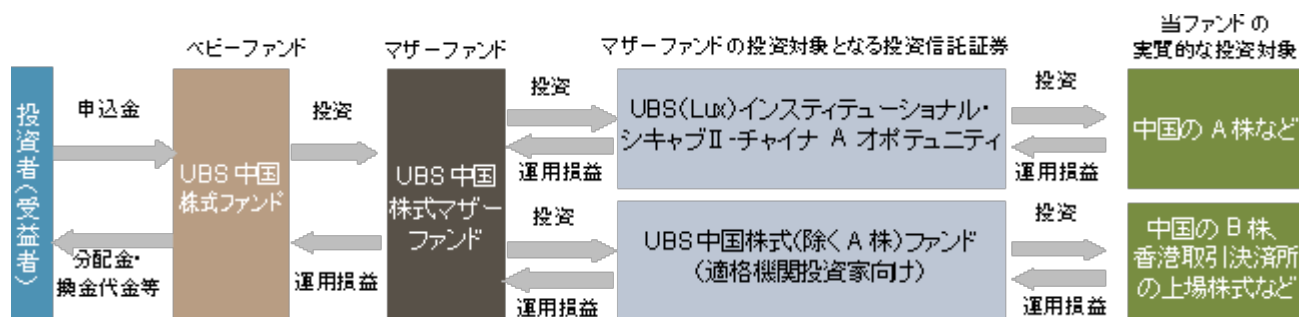 ベビーファンド
マザーファンド
マザーファンドの投資対象となる投資信託証券
当ファンドの
実質的な投資対象
投資者(受益者)
申込金
分配金・
換金代金等
UBS 中国
株式ファンド
投資
運用損益
UBS 中国
株式マザー
ファンド
投資
運用損益
投資
運用損益
UBS(Lux)インスティテューショナル・
シキャブⅡ-チャイナ A オポテュニティ
UBS 中国株式(除く A 株)ファンド
(適格機関投資家向け)
投資
運用損益
投資
運用損益
中国の A 株など
中国の B 株、
香港取引決済所
の上場株式など